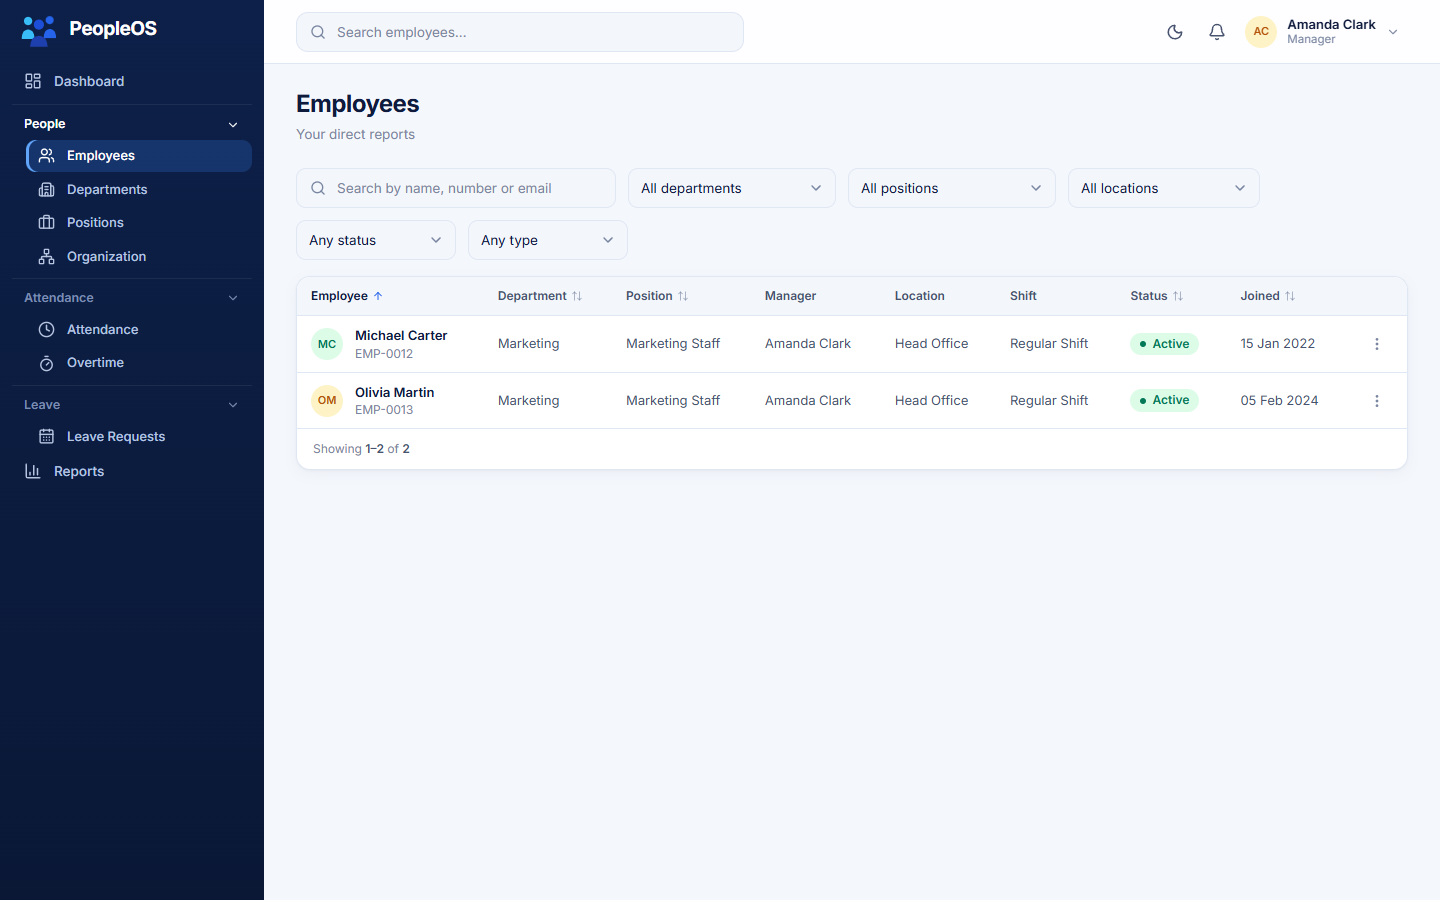 PeopleOS
Search employees...
AC
Amanda Clark
Manager
Dashboard
People
Employees
Departments
Positions
Organization
Attendance
Attendance
Overtime
Leave
Leave Requests
Reports
Employees
Your direct reports
Search by name, number or email
All departments
All positions
All locations
Any status
Any type
Employee Department Position Manager Location Shift Status Joined
MC Michael Carter EMP-0012 Marketing Marketing Staff Amanda Clark Head Office Regular Shift Active 15 Jan 2022
OM Olivia Martin EMP-0013 Marketing Marketing Staff Amanda Clark Head Office Regular Shift Active 05 Feb 2024
Showing 1–2 of 2